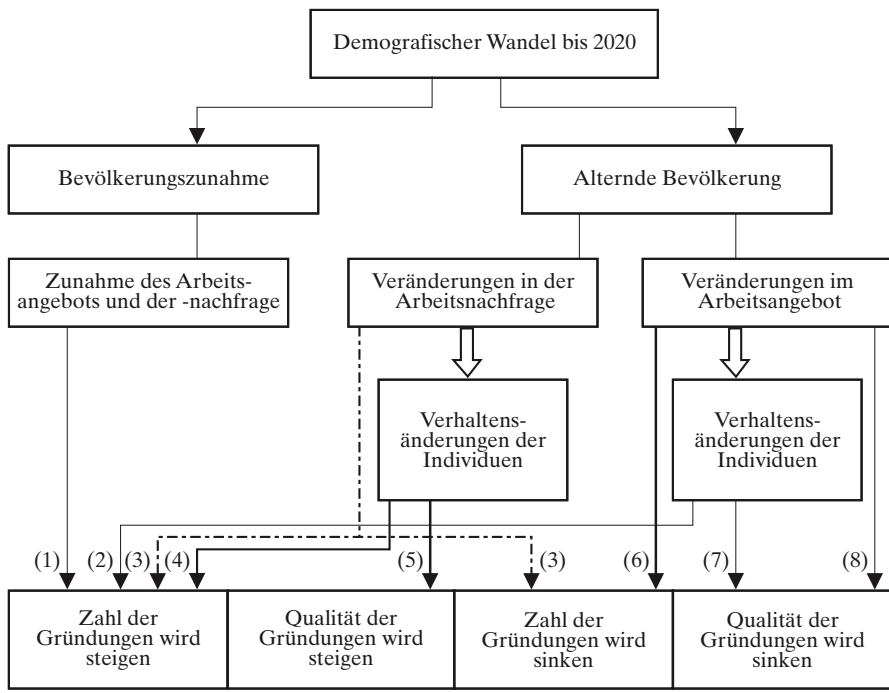 Demografischer Wandel bis 2020
Bevölkerungszunahme
Alternde Bevölkerung
Zunahme des Arbeits-
angebots und der -nachfrage
Veränderungen in der
Arbeitsnachfrage
Veränderungen im
Arbeitsangebot
Verhaltens-
änderungen der
Individuen
Verhaltens-
änderungen der
Individuen
(1)
(2)
(3)
(4)
(5)
(3)
(6)
(7)
(8)
Zahl der
Gründungen wird
steigen
Qualität der
Gründungen wird
steigen
Zahl der
Gründungen wird
sinken
Qualität der
Gründungen wird
sinken